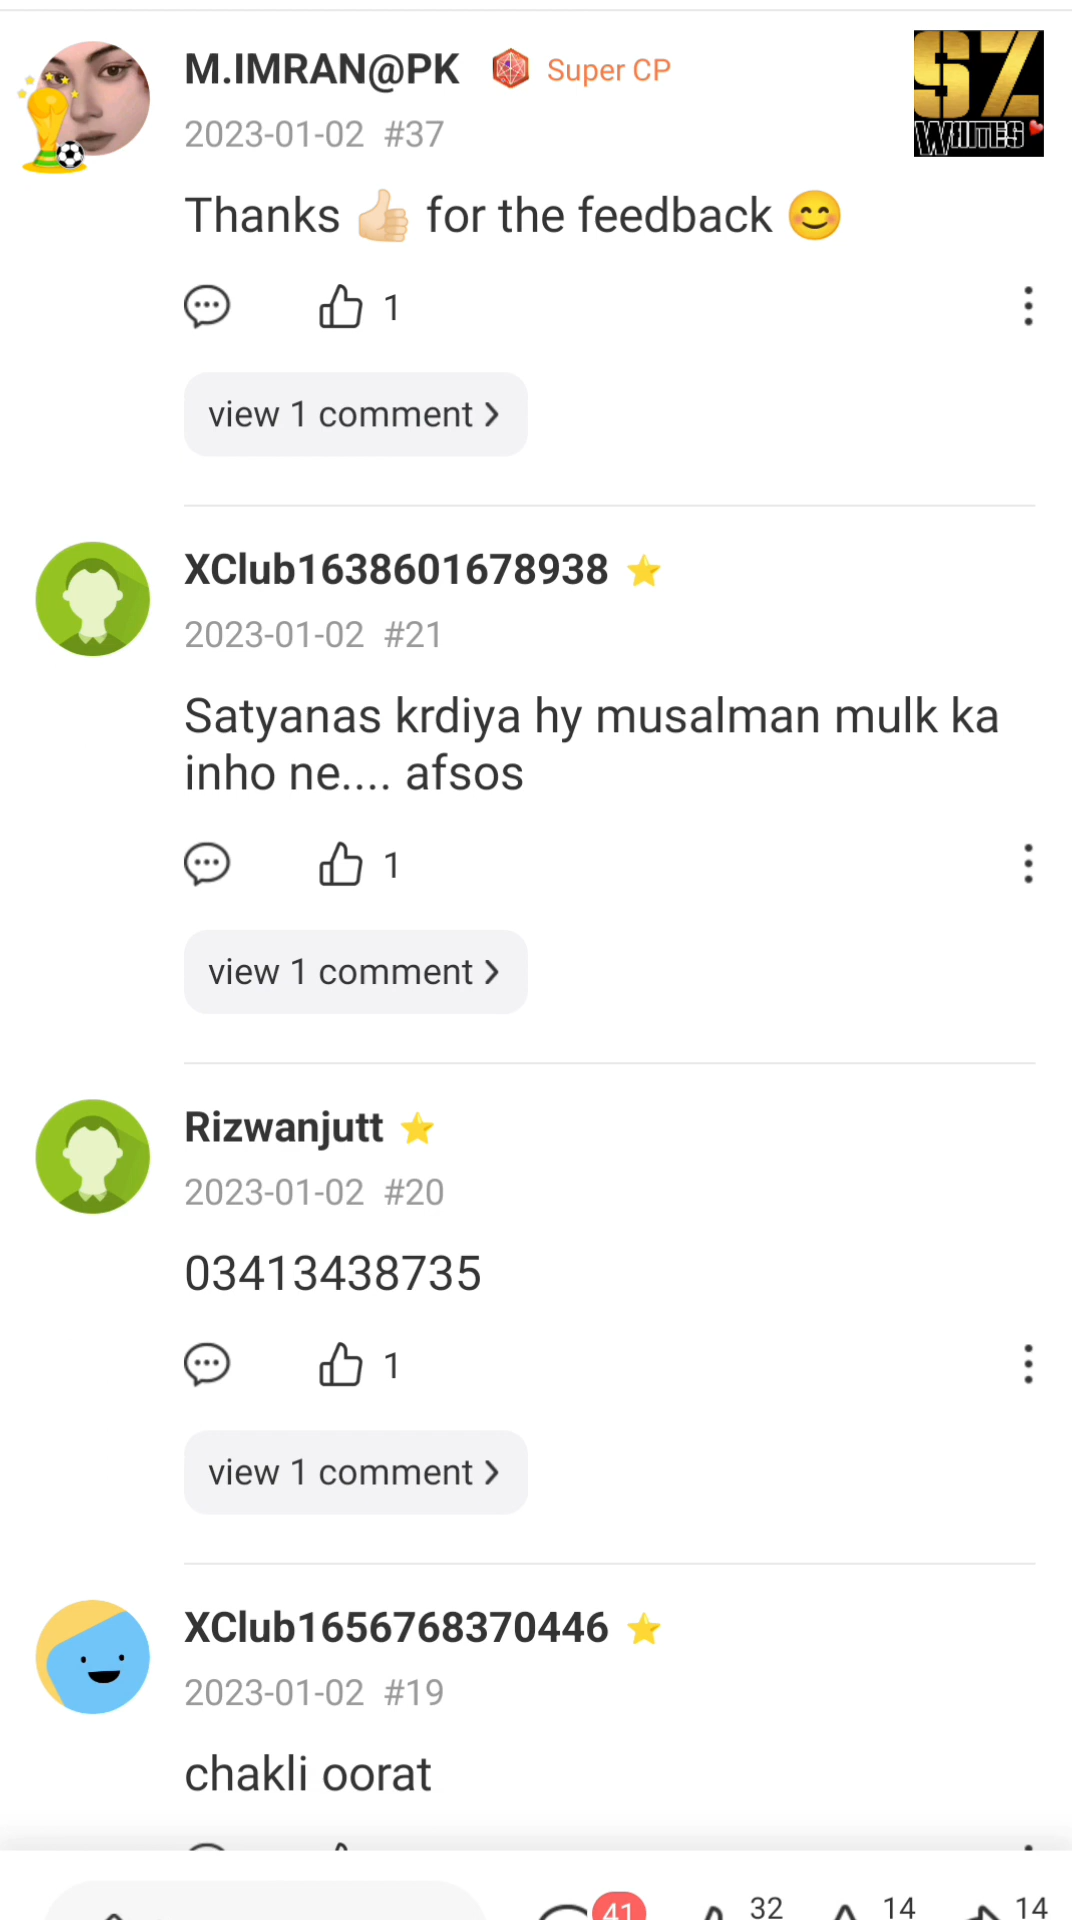 M.IMRAN@PK Super CP
SZ
WRITES
2023-01-02 #37
Thanks 👍🏻 for the feedback 😊
1
view 1 comment >
XClub1638601678938 ⭐
2023-01-02 #21
Satyanas krdiya hy musalman mulk ka
inho ne.... afsos
1
view 1 comment >
Rizwanjutt ⭐
2023-01-02 #20
03413438735
1
view 1 comment >
XClub1656768370446 ⭐
2023-01-02 #19
chakli oorat
41 32 14 14